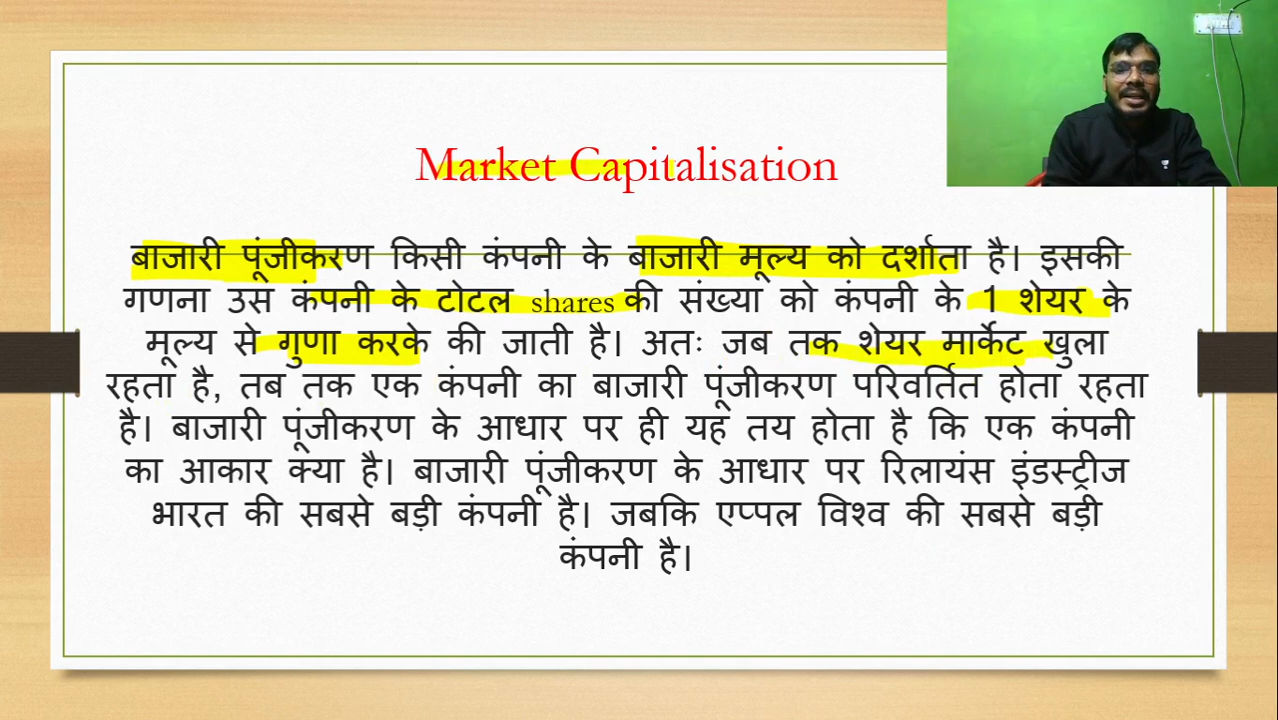 Market Capitalisation
बाजारी पूंजीकरण किसी कंपनी के बाजारी मूल्य को दर्शाता है। इसकी
गणना उस कंपनी के टोटल shares की संख्या को कंपनी के 1 शेयर के
मूल्य से गुणा करके की जाती है। अतः जब तक शेयर मार्केट खुला
रहता है, तब तक एक कंपनी का बाजारी पूंजीकरण परिवर्तित होता रहता
है। बाजारी पूंजीकरण के आधार पर ही यह तय होता है कि एक कंपनी
का आकार क्या है। बाजारी पूंजीकरण के आधार पर रिलायंस इंडस्ट्रीज
भारत की सबसे बड़ी कंपनी है। जबकि एप्पल विश्व की सबसे बड़ी
कंपनी है।